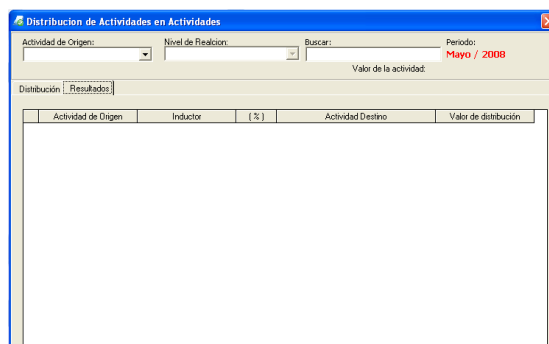 Distribucion de Actividades en Actividades
Actividad de Origen: Nivel de Realcion: Buscar: Periodo:
Mayo / 2008
Valor de la actividad:
Distribución Resultados
Actividad de Origen Inductor ( % ) Actividad Destino Valor de distribución